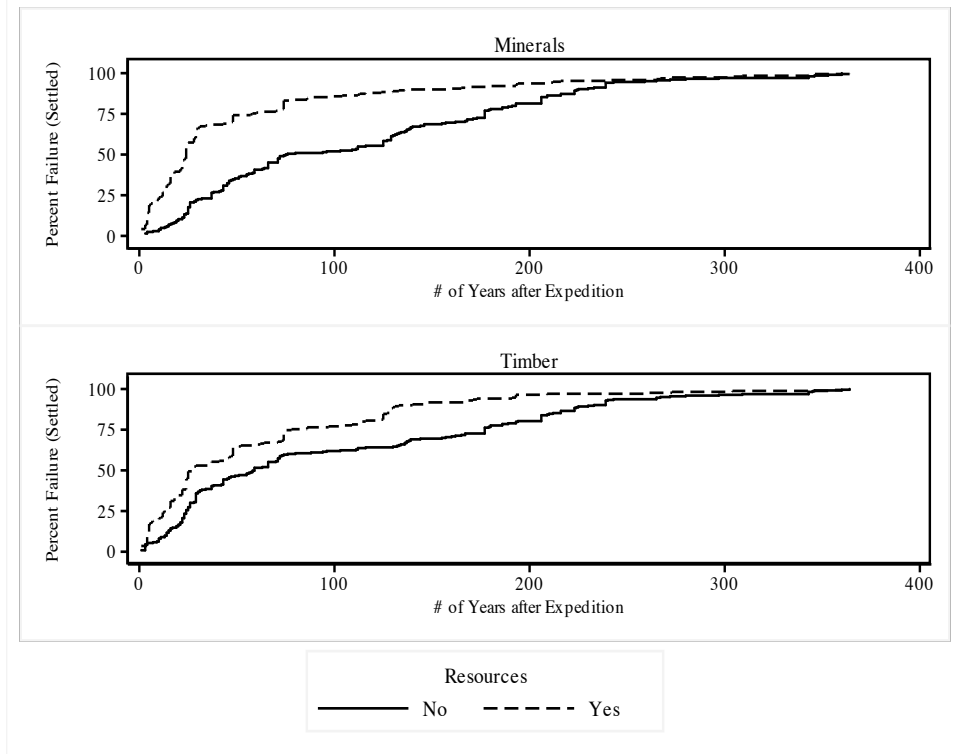 Minerals
Percent Failure (Settled)
100
75
50
25
0
0 100 200 300 400
# of Years after Expedition
Timber
Percent Failure (Settled)
100
75
50
25
0
0 100 200 300 400
# of Years after Expedition
Resources
No Yes